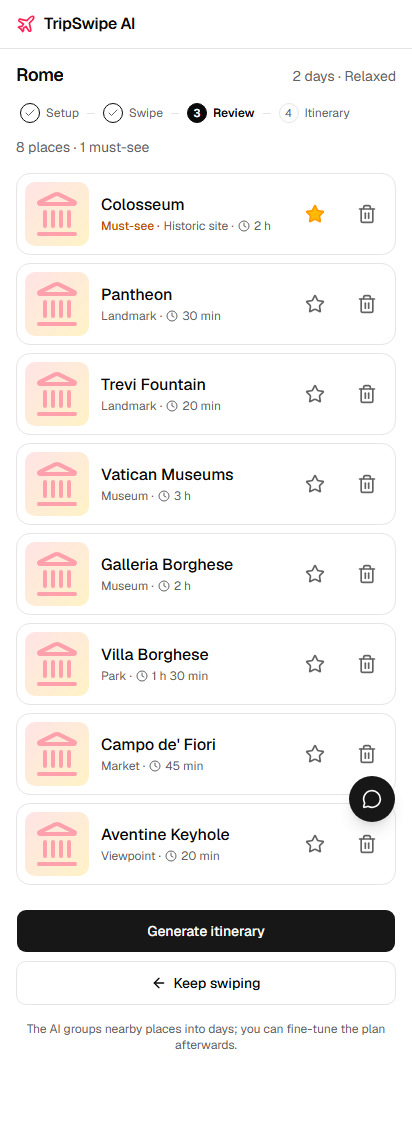 TripSwipe AI
Rome
2 days · Relaxed
Setup
Swipe
3 Review
4 Itinerary
8 places · 1 must-see
Colosseum
Must-see · Historic site · 2 h
Pantheon
Landmark · 30 min
Trevi Fountain
Landmark · 20 min
Vatican Museums
Museum · 3 h
Galleria Borghese
Museum · 2 h
Villa Borghese
Park · 1 h 30 min
Campo de' Fiori
Market · 45 min
Aventine Keyhole
Viewpoint · 20 min
Generate itinerary
Keep swiping
The AI groups nearby places into days; you can fine-tune the plan
afterwards.